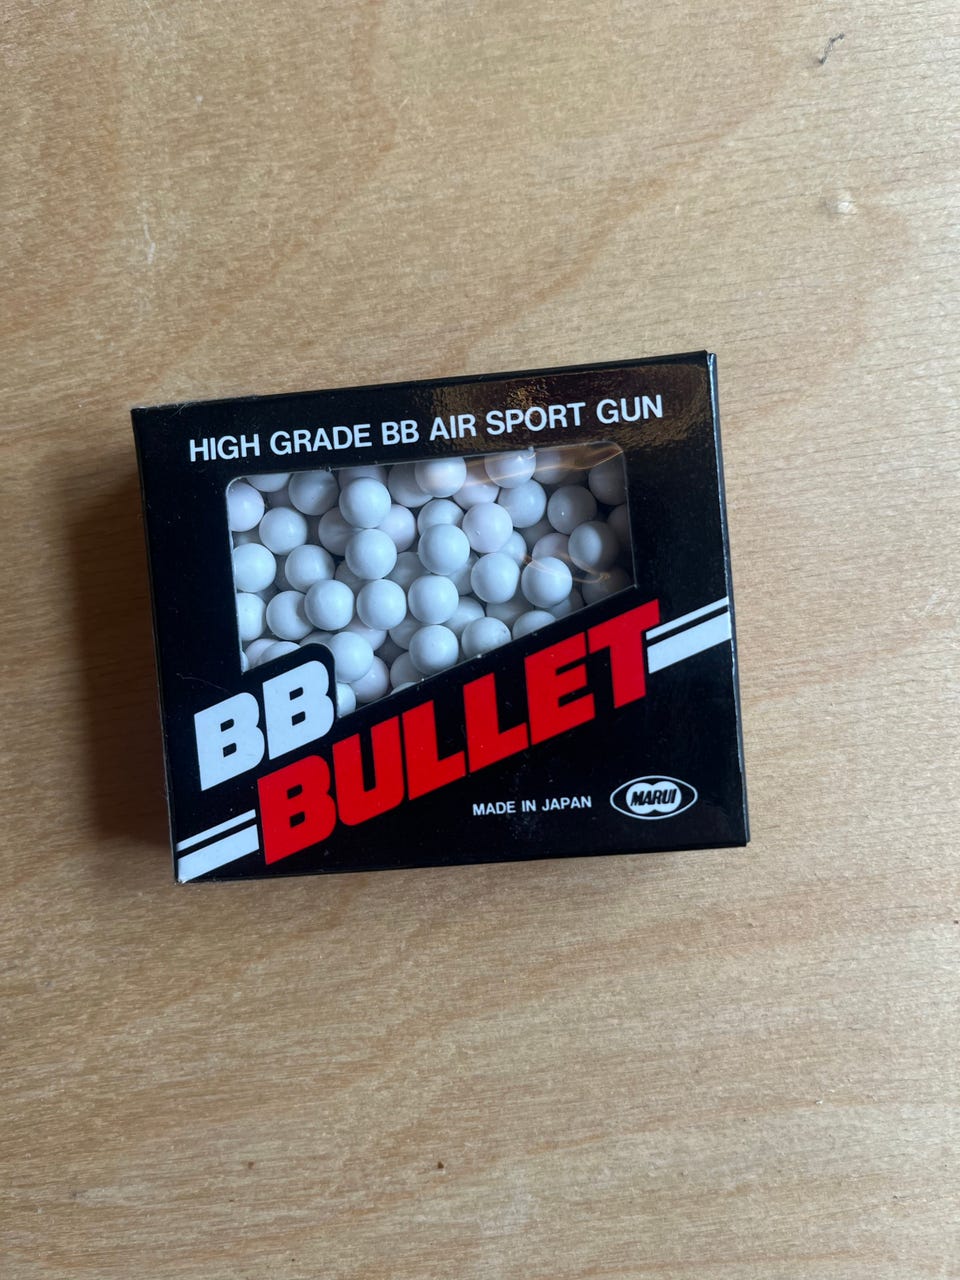 HIGH GRADE BB AIR SPORT GUN
BB
BULLET
MADE IN JAPAN
MARUI